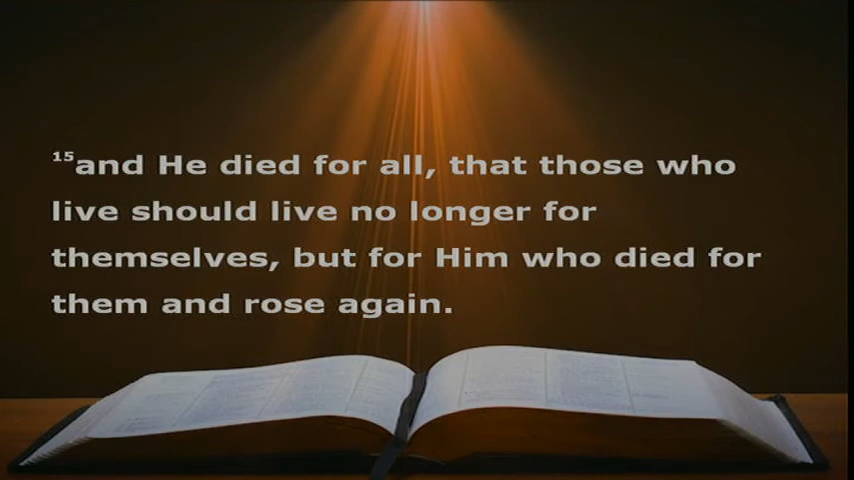 15and He died for all, that those who
live should live no longer for
themselves, but for Him who died for
them and rose again.